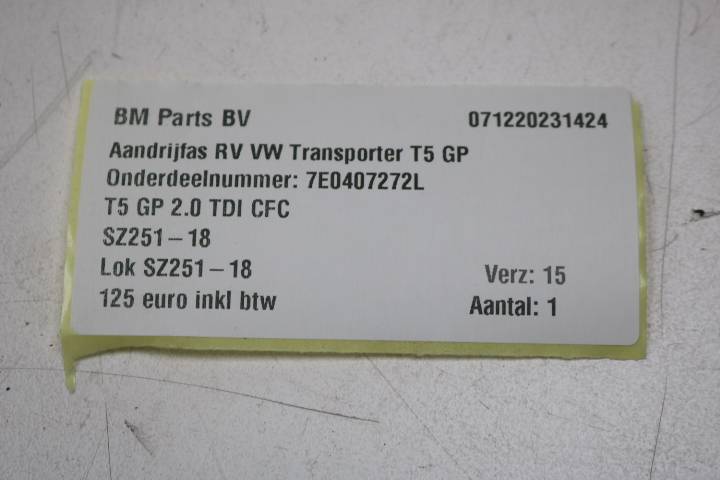 BM Parts BV 071220231424
Aandrijfas RV VW Transporter T5 GP
Onderdeelnummer: 7E0407272L
T5 GP 2.0 TDI CFC
SZ251-18
Lok SZ251-18 Verz: 15
125 euro inkl btw Aantal: 1